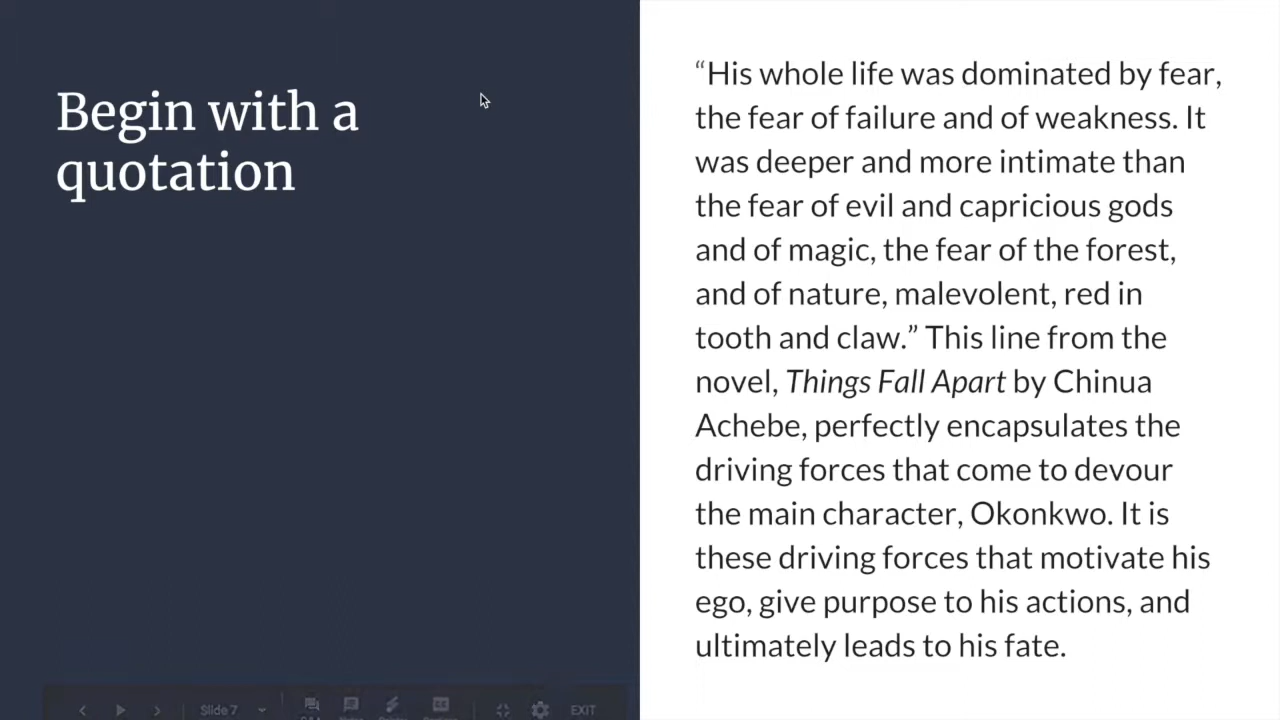 Begin with a
quotation
“His whole life was dominated by fear,
the fear of failure and of weakness. It
was deeper and more intimate than
the fear of evil and capricious gods
and of magic, the fear of the forest,
and of nature, malevolent, red in
tooth and claw.” This line from the
novel, Things Fall Apart by Chinua
Achebe, perfectly encapsulates the
driving forces that come to devour
the main character, Okonkwo. It is
these driving forces that motivate his
ego, give purpose to his actions, and
ultimately leads to his fate.
Slide 7
EXIT